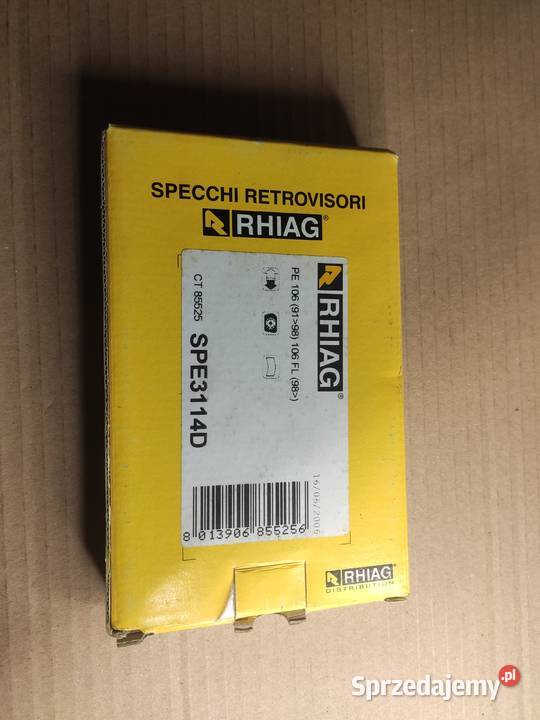 SPECCHI RETROVISORI
RHIAG®
RHIAG®
PE 106 (91>98) 106 FL (98>)
CT 85525
SPE3114D
16/06/2006
8 013906 855256
RHIAG®
DISTRIBUTION
Sprzedajemy.pl